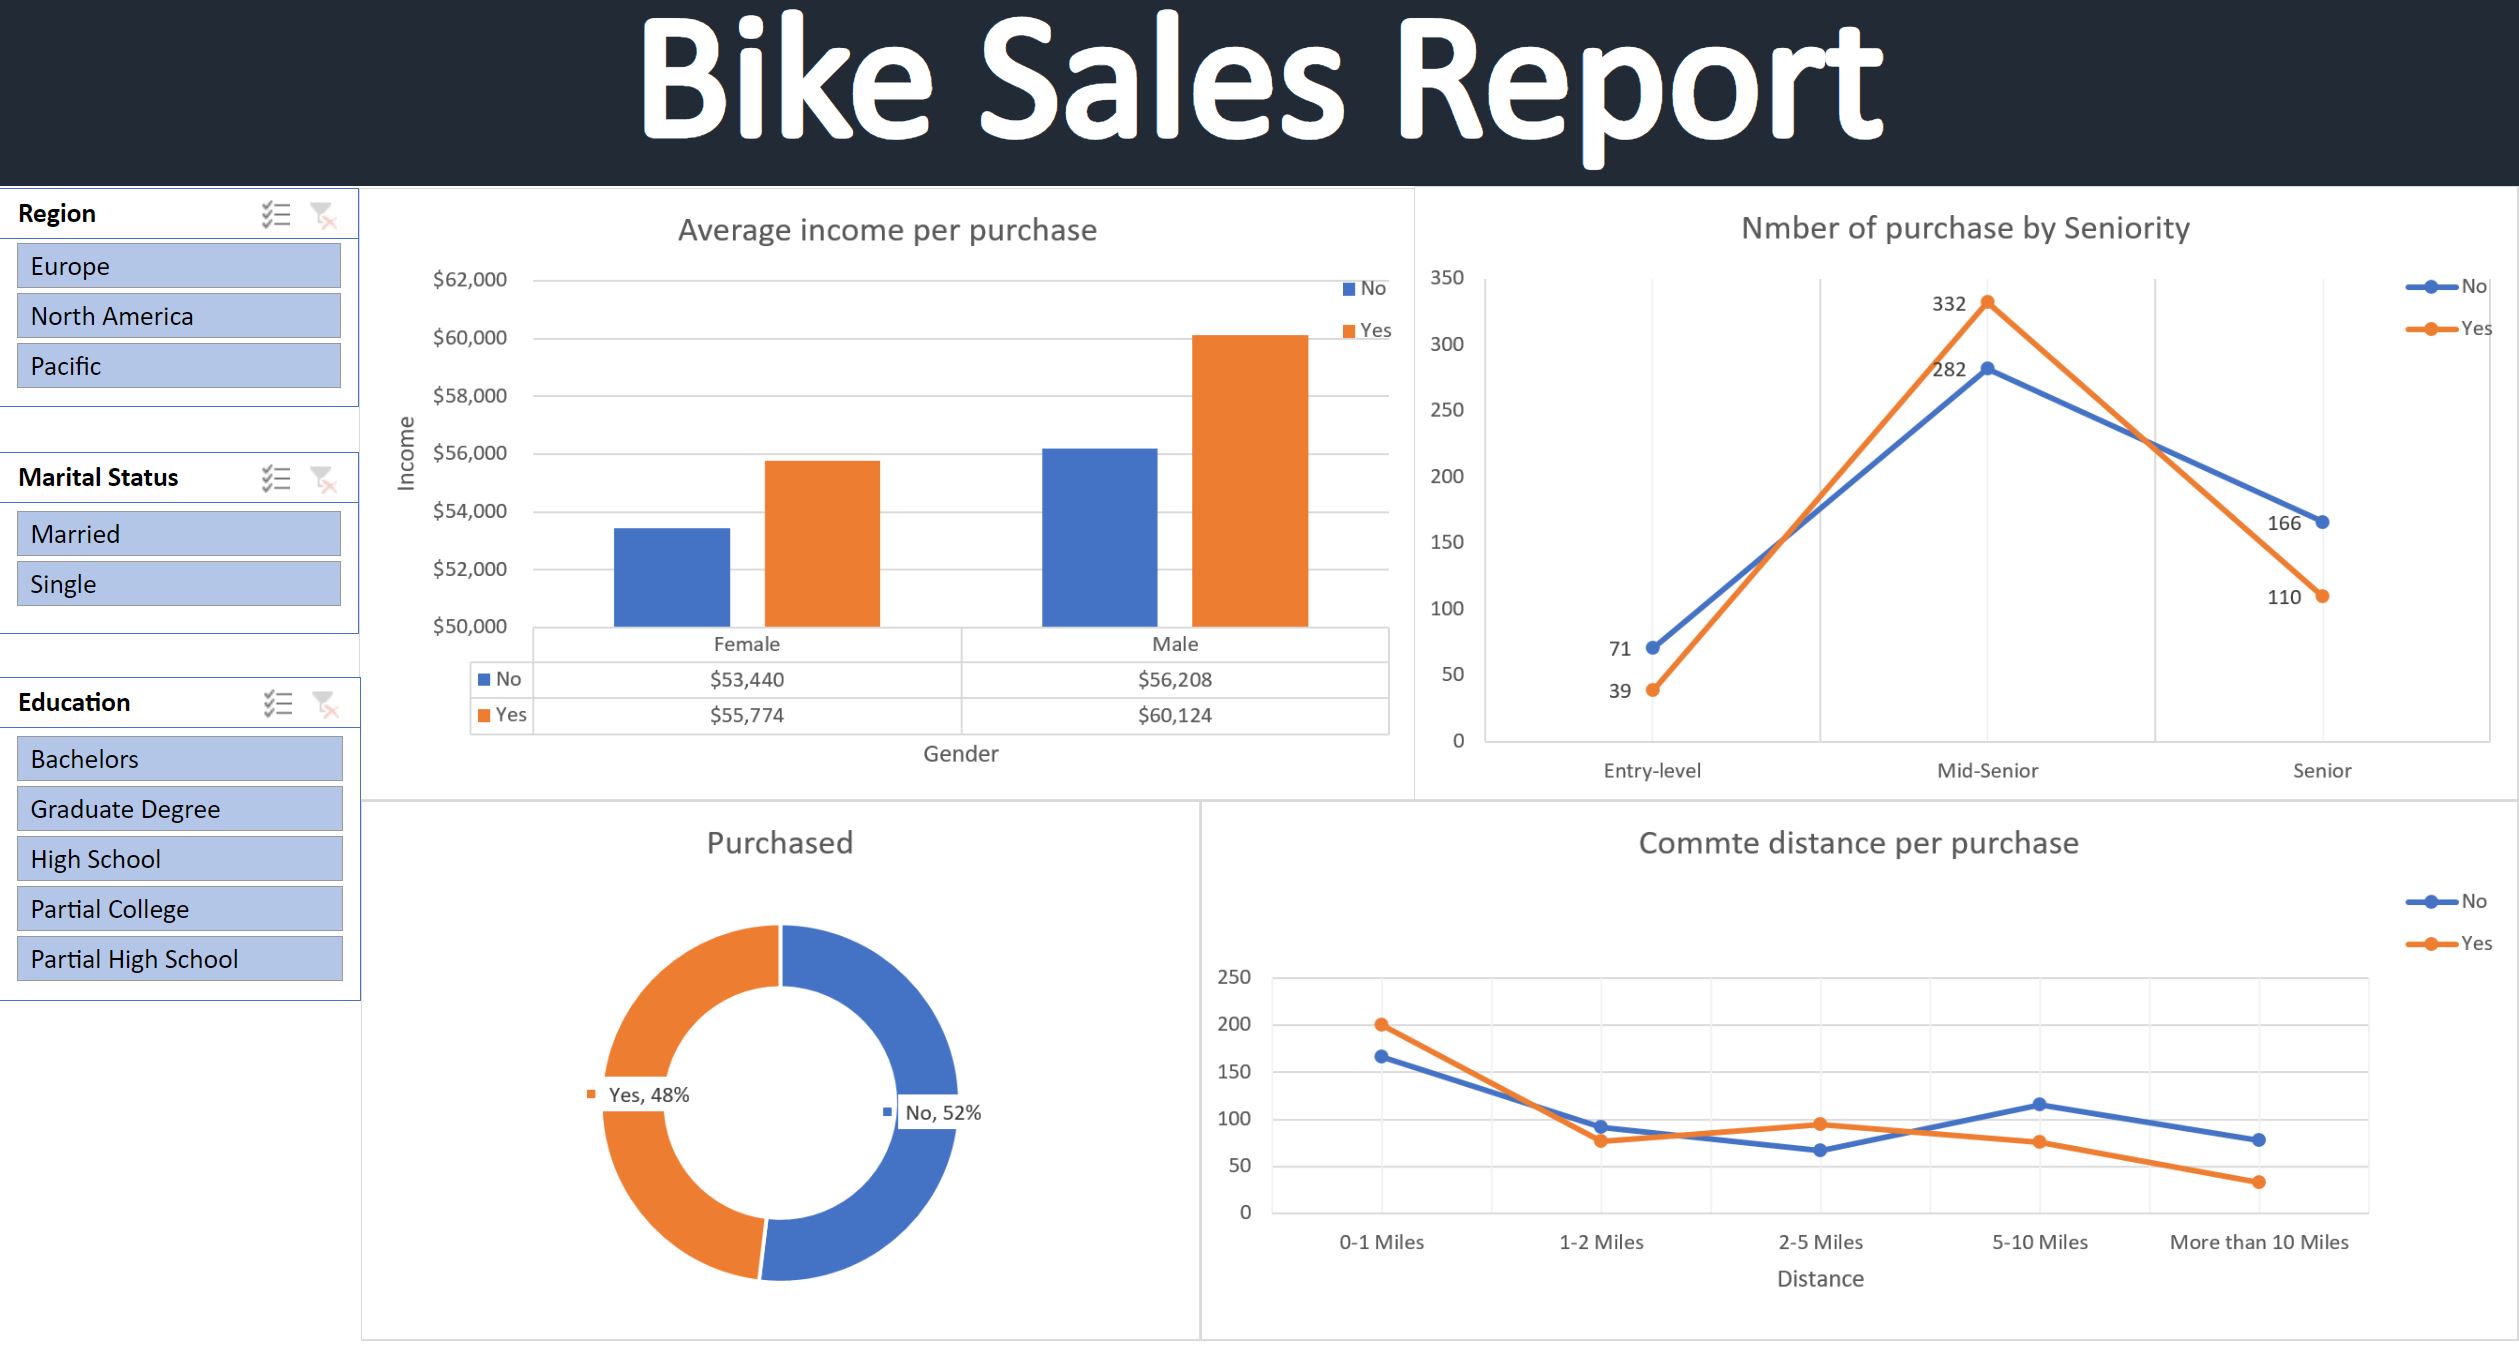 Bike Sales Report
Region
Europe
North America
Pacific
Marital Status
Married
Single
Education
Bachelors
Graduate Degree
High School
Partial College
Partial High School
Average income per purchase
$62,000
$60,000
$58,000
$56,000
$54,000
$52,000
$50,000
Income
No
Yes
Female Male
No $53,440 $56,208
Yes $55,774 $60,124
Gender
Nmber of purchase by Seniority
350
300
250
200
150
100
50
0
No
Yes
332
282
166
110
71
39
Entry-level Mid-Senior Senior
Purchased
Yes, 48%
No, 52%
Commte distance per purchase
No
Yes
250
200
150
100
50
0
0-1 Miles 1-2 Miles 2-5 Miles 5-10 Miles More than 10 Miles
Distance